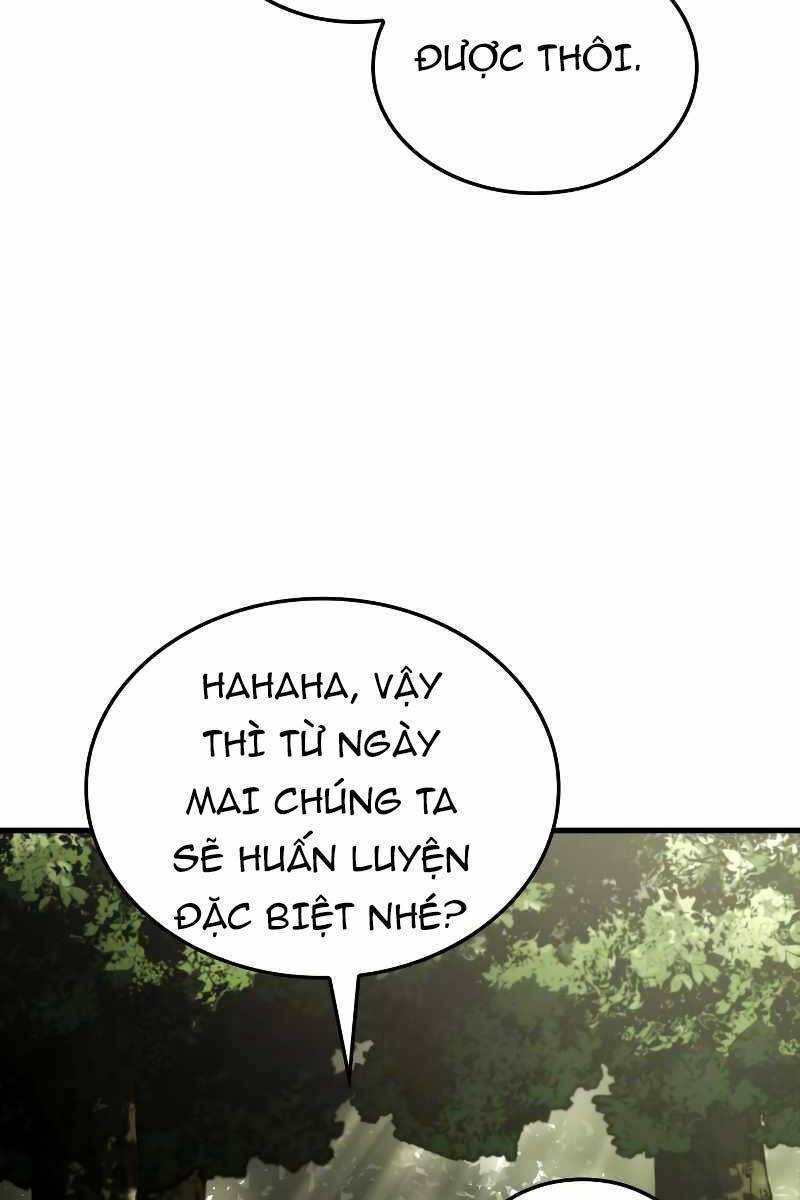 ĐƯỢC THÔI.
HAHAHA, VẬY
THÌ TỪ NGÀY
MAI CHÚNG TA
SẼ HUẤN LUYỆN
ĐẶC BIỆT NHÉ?